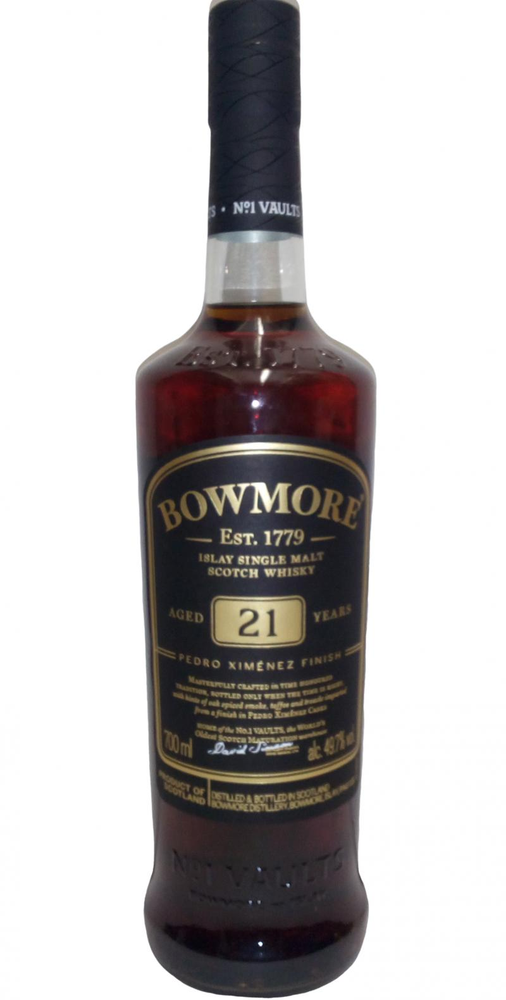 TS • Nº1 VAULTS
BOWMORE®
EST. 1779
ISLAY SINGLE MALT
SCOTCH WHISKY
AGED 21 YEARS
PEDRO XIMÉNEZ FINISH
MASTERFULLY CRAFTED in TIME HONOURED
TRADITION, BOTTLED ONLY WHEN THE TIME IS RIGHT,
with hints of oak spiced smoke, toffee and treacle imparted
from a finish in PEDRO XIMÉNEZ CASKS
HOME of the No.1 VAULTS, the WORLD'S
Oldest SCOTCH MATURATION warehouse
700 ml
David Simson
alc. 49.7% vol.
PRODUCT OF
SCOTLAND
DISTILLED & BOTTLED IN SCOTLAND
BOWMORE DISTILLERY, BOWMORE, ISLAY,
Nº1 VAULTS
BOWMORE ISLAY